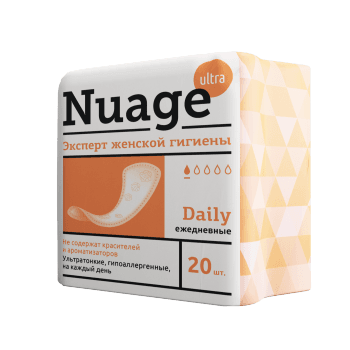 ultra
Nuage
Эксперт женской гигиены
Daily
ежедневные
Не содержат красителей
и ароматизаторов
Ультратонкие, гипоаллергенные,
на каждый день
20 шт.